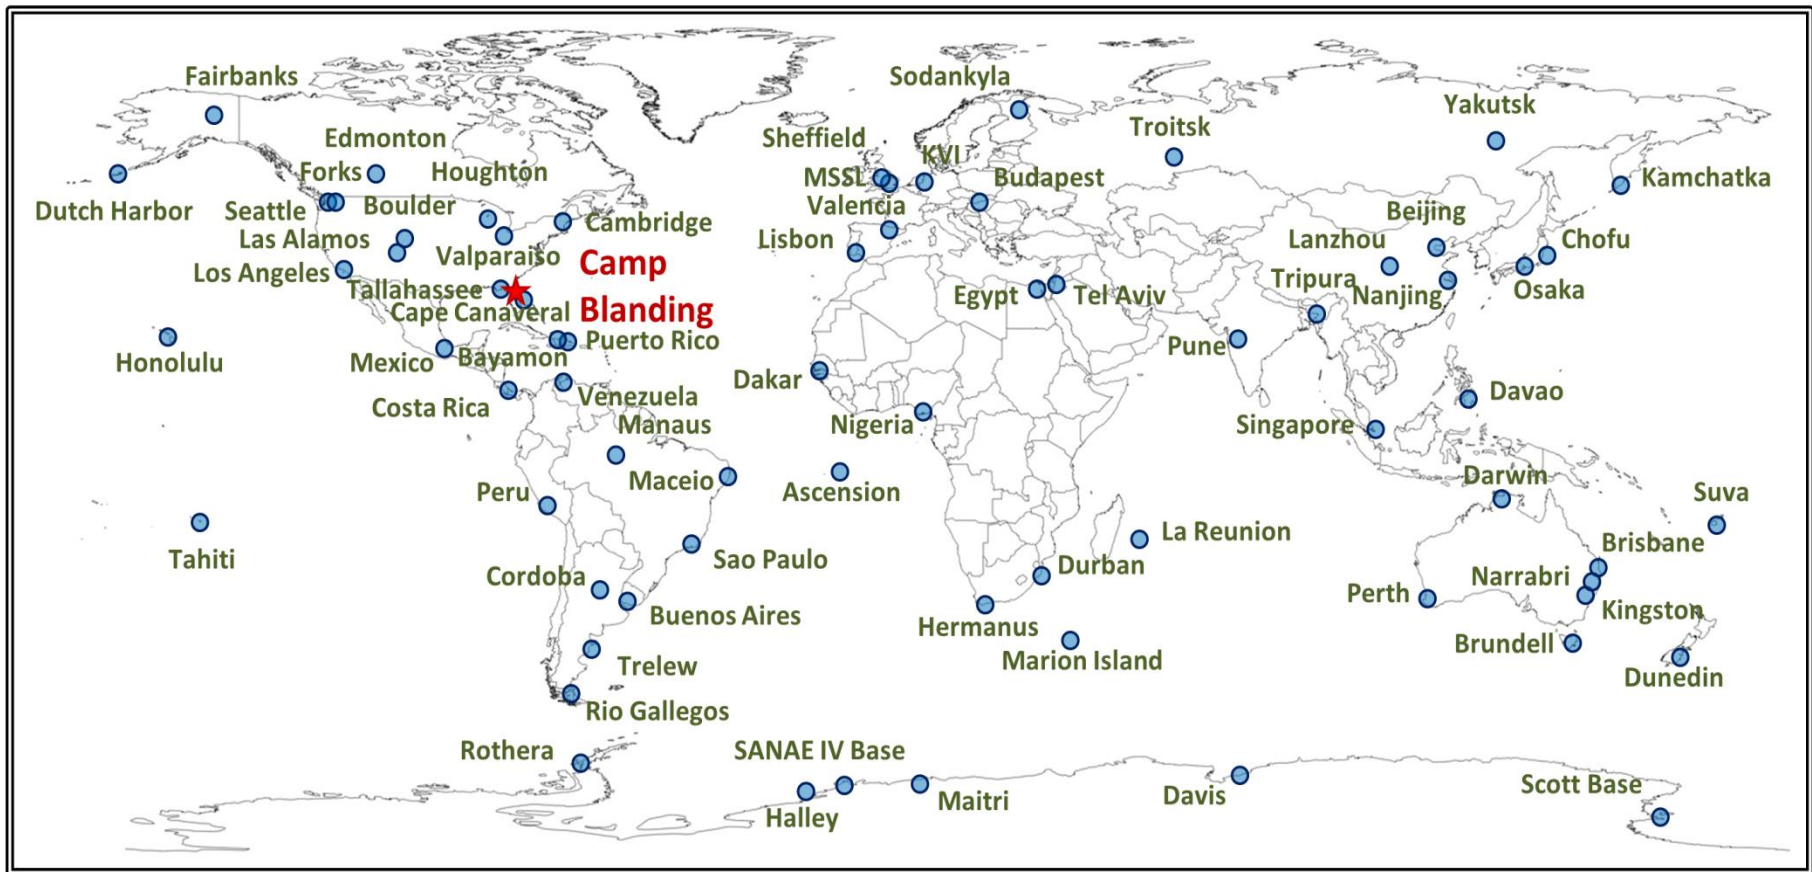 Fairbanks
Sodankyla
Yakutsk
Edmonton
Sheffield
Troitsk
KVI
Forks
Houghton
MSSL
Budapest
Kamchatka
Dutch Harbor
Seattle
Boulder
Valencia
Beijing
Cambridge
Las Alamos
Lisbon
Lanzhou
Chofu
Valparaiso
Camp
Blanding
Los Angeles
Tallahassee
Egypt
Tel Aviv
Tripura
Nanjing
Osaka
Cape Canaveral
Honolulu
Mexico
Bayamon
Puerto Rico
Pune
Dakar
Costa Rica
Venezuela
Davao
Manaus
Nigeria
Singapore
Peru
Maceio
Ascension
Darwin
Suva
Tahiti
Sao Paulo
La Reunion
Brisbane
Cordoba
Durban
Narrabri
Perth
Buenos Aires
Kingston
Hermanus
Brundell
Trelew
Marion Island
Dunedin
Rio Gallegos
Rothera
SANAE IV Base
Halley
Maitri
Davis
Scott Base